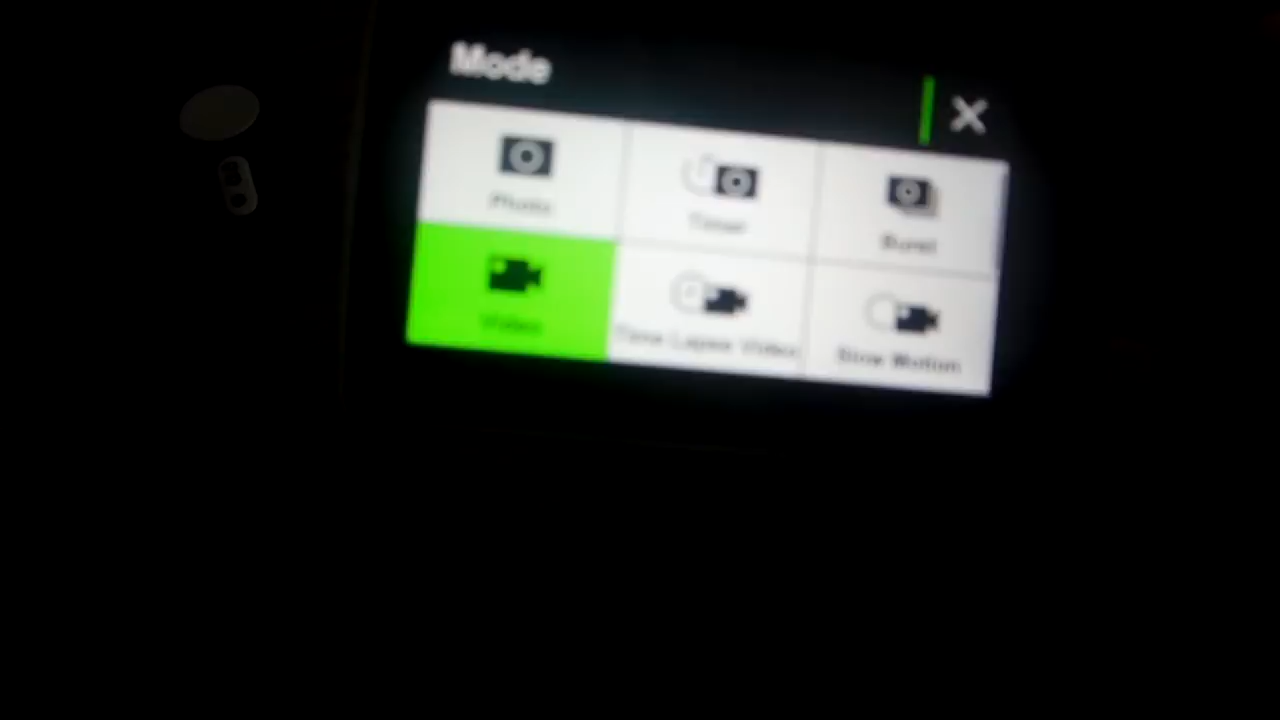 Mode
Photo
Timer
Burst
Video
Time Lapse Video
Slow Motion